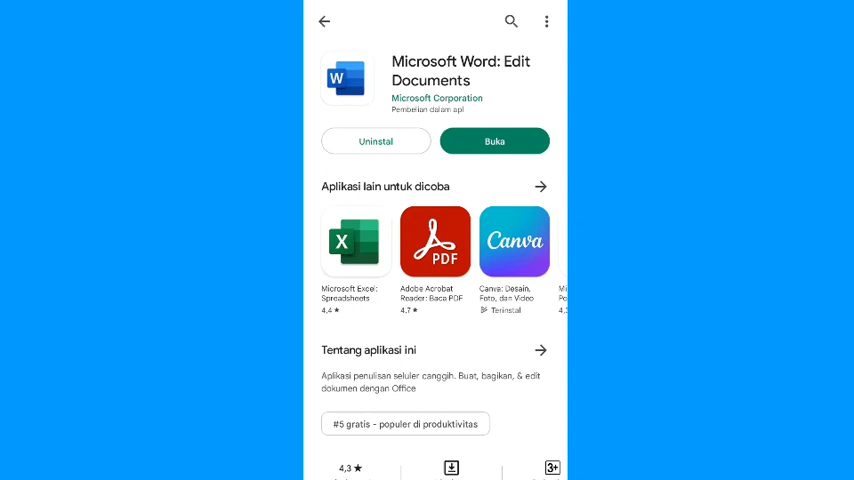 W
Microsoft Word: Edit
Documents
Microsoft Corporation
Pembelian dalam apl
Uninstal
Buka
Aplikasi lain untuk dicoba
X
PDF
Canva
Microsoft Excel:
Spreadsheets
4,4 ★
Adobe Acrobat
Reader: Baca PDF
4,7 ★
Canva: Desain,
Foto, dan Video
Terinstal
Tentang aplikasi ini
Aplikasi penulisan seluler canggih. Buat, bagikan, & edit
dokumen dengan Office
#5 gratis - populer di produktivitas
4,3 ★
3+